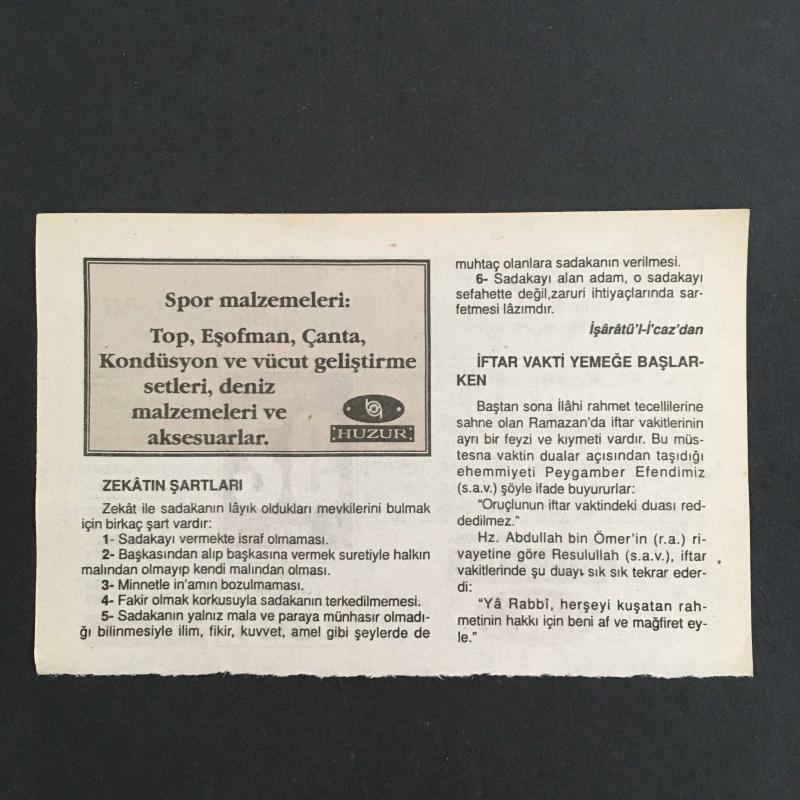 Spor malzemeleri:
Top, Eşofman, Çanta,
Kondüsyon ve vücut geliştirme
setleri, deniz
malzemeleri ve
aksesuarlar.
HUZUR
ZEKÂTIN ŞARTLARI
Zekât ile sadakanın lâyık oldukları mevkilerini bulmak
için birkaç şart vardır:
1- Sadakayı vermekte israf olmaması.
2- Başkasından alıp başkasına vermek suretiyle halkın
malından olmayıp kendi malından olması.
3- Minnetle in'amın bozulmaması.
4- Fakir olmak korkusuyla sadakanın terkedilmemesi.
5- Sadakanın yalnız mala ve paraya münhasır olmadı-
ğı bilinmesiyle ilim, fikir, kuvvet, amel gibi şeylerde de
muhtaç olanlara sadakanın verilmesi.
6- Sadakayı alan adam, o sadakayı
sefahette değil,zaruri ihtiyaçlarında sar-
fetmesi lâzımdır.
İşârâtü'l-İ'caz'dan
İFTAR VAKTİ YEMEĞE BAŞLAR-
KEN
Baştan sona İlâhi rahmet tecellilerine
sahne olan Ramazan'da iftar vakitlerinin
ayrı bir feyzi ve kıymeti vardır. Bu müs-
tesna vaktin dualar açısından taşıdığı
ehemmiyeti Peygamber Efendimiz
(s.a.v.) şöyle ifade buyururlar:
"Oruçlunun iftar vaktindeki duası red-
dedilmez."
Hz. Abdullah bin Ömer'in (r.a.) ri-
vayetine göre Resulullah (s.a.v.), iftar
vakitlerinde şu duayı sık sık tekrar eder-
di:
"Yâ Rabbî, herşeyi kuşatan rah-
metinin hakkı için beni af ve mağfiret ey-
le."